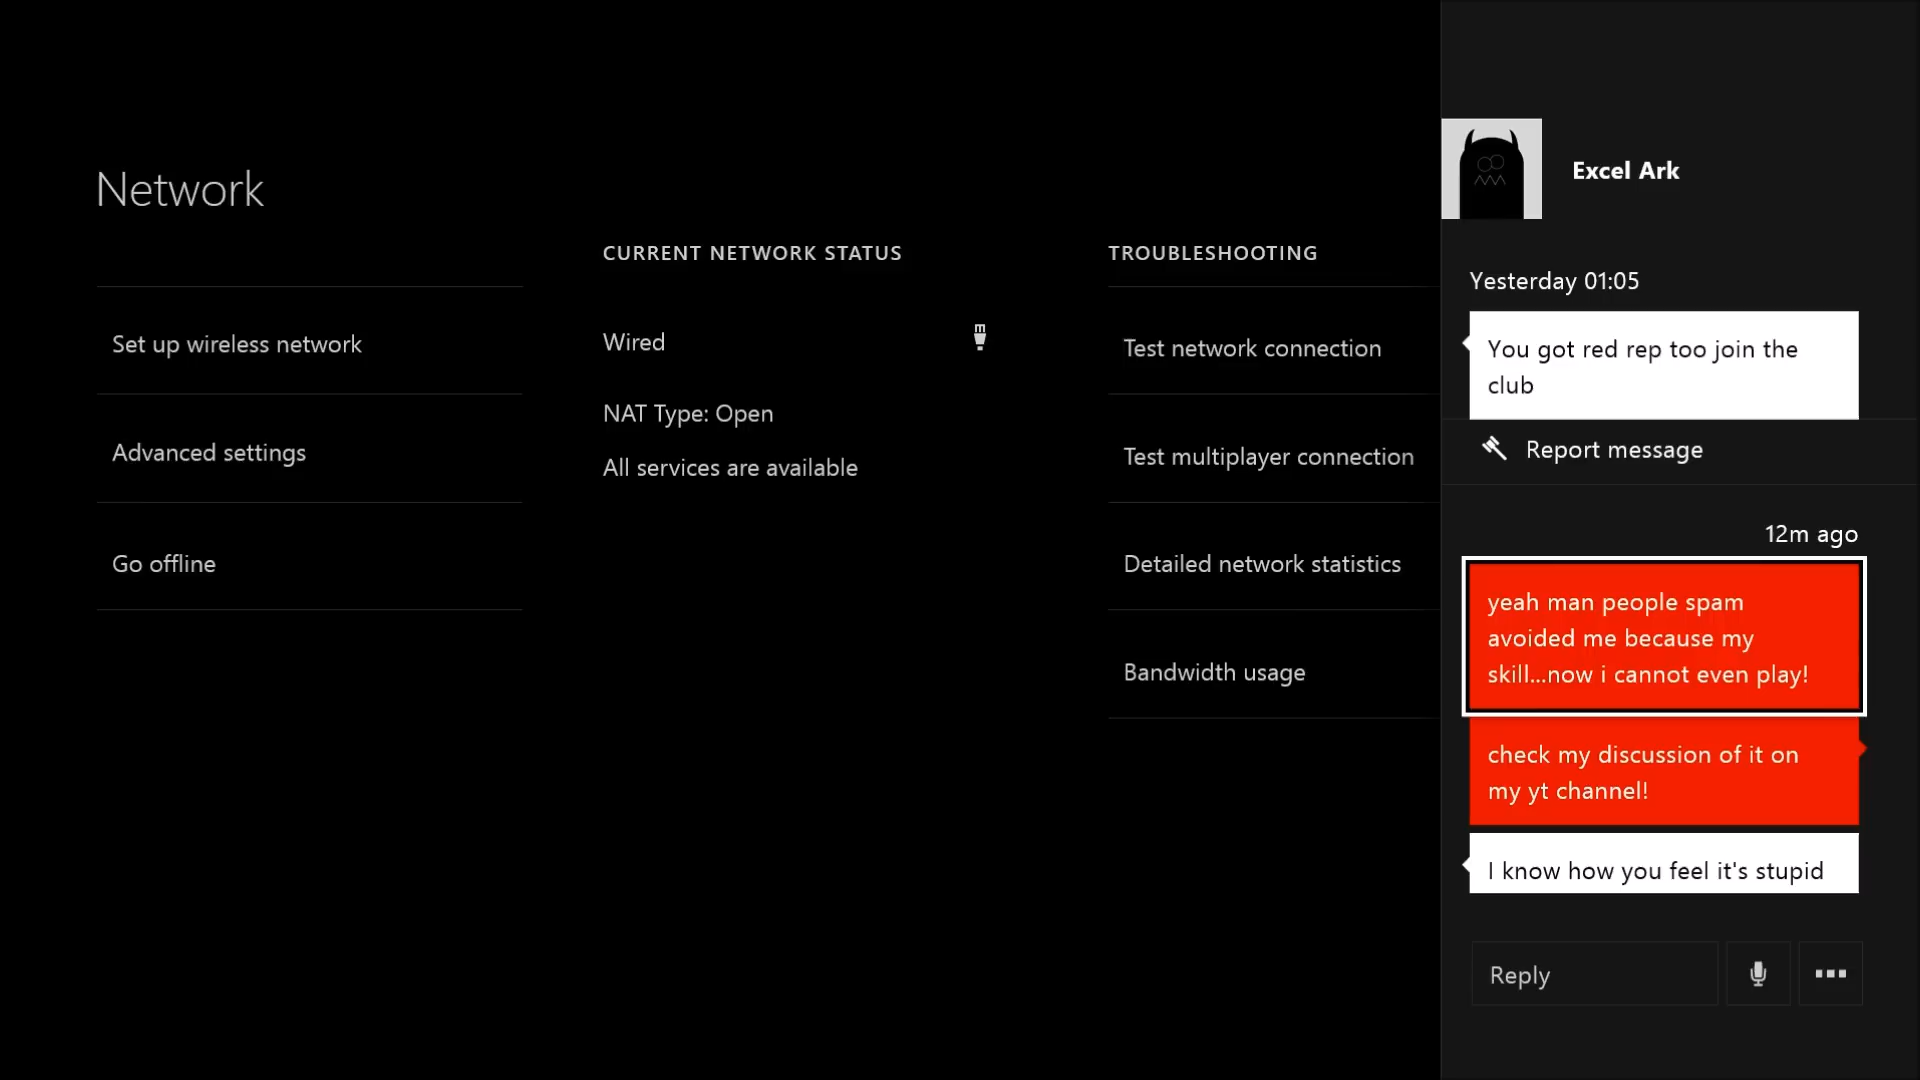 Network
Set up wireless network
Advanced settings
Go offline
CURRENT NETWORK STATUS
Wired
NAT Type: Open
All services are available
TROUBLESHOOTING
Test network connection
Test multiplayer connection
Detailed network statistics
Bandwidth usage
Excel Ark
Yesterday 01:05
You got red rep too join the
club
Report message
12m ago
yeah man people spam
avoided me because my
skill...now i cannot even play!
check my discussion of it on
my yt channel!
I know how you feel it's stupid
Reply